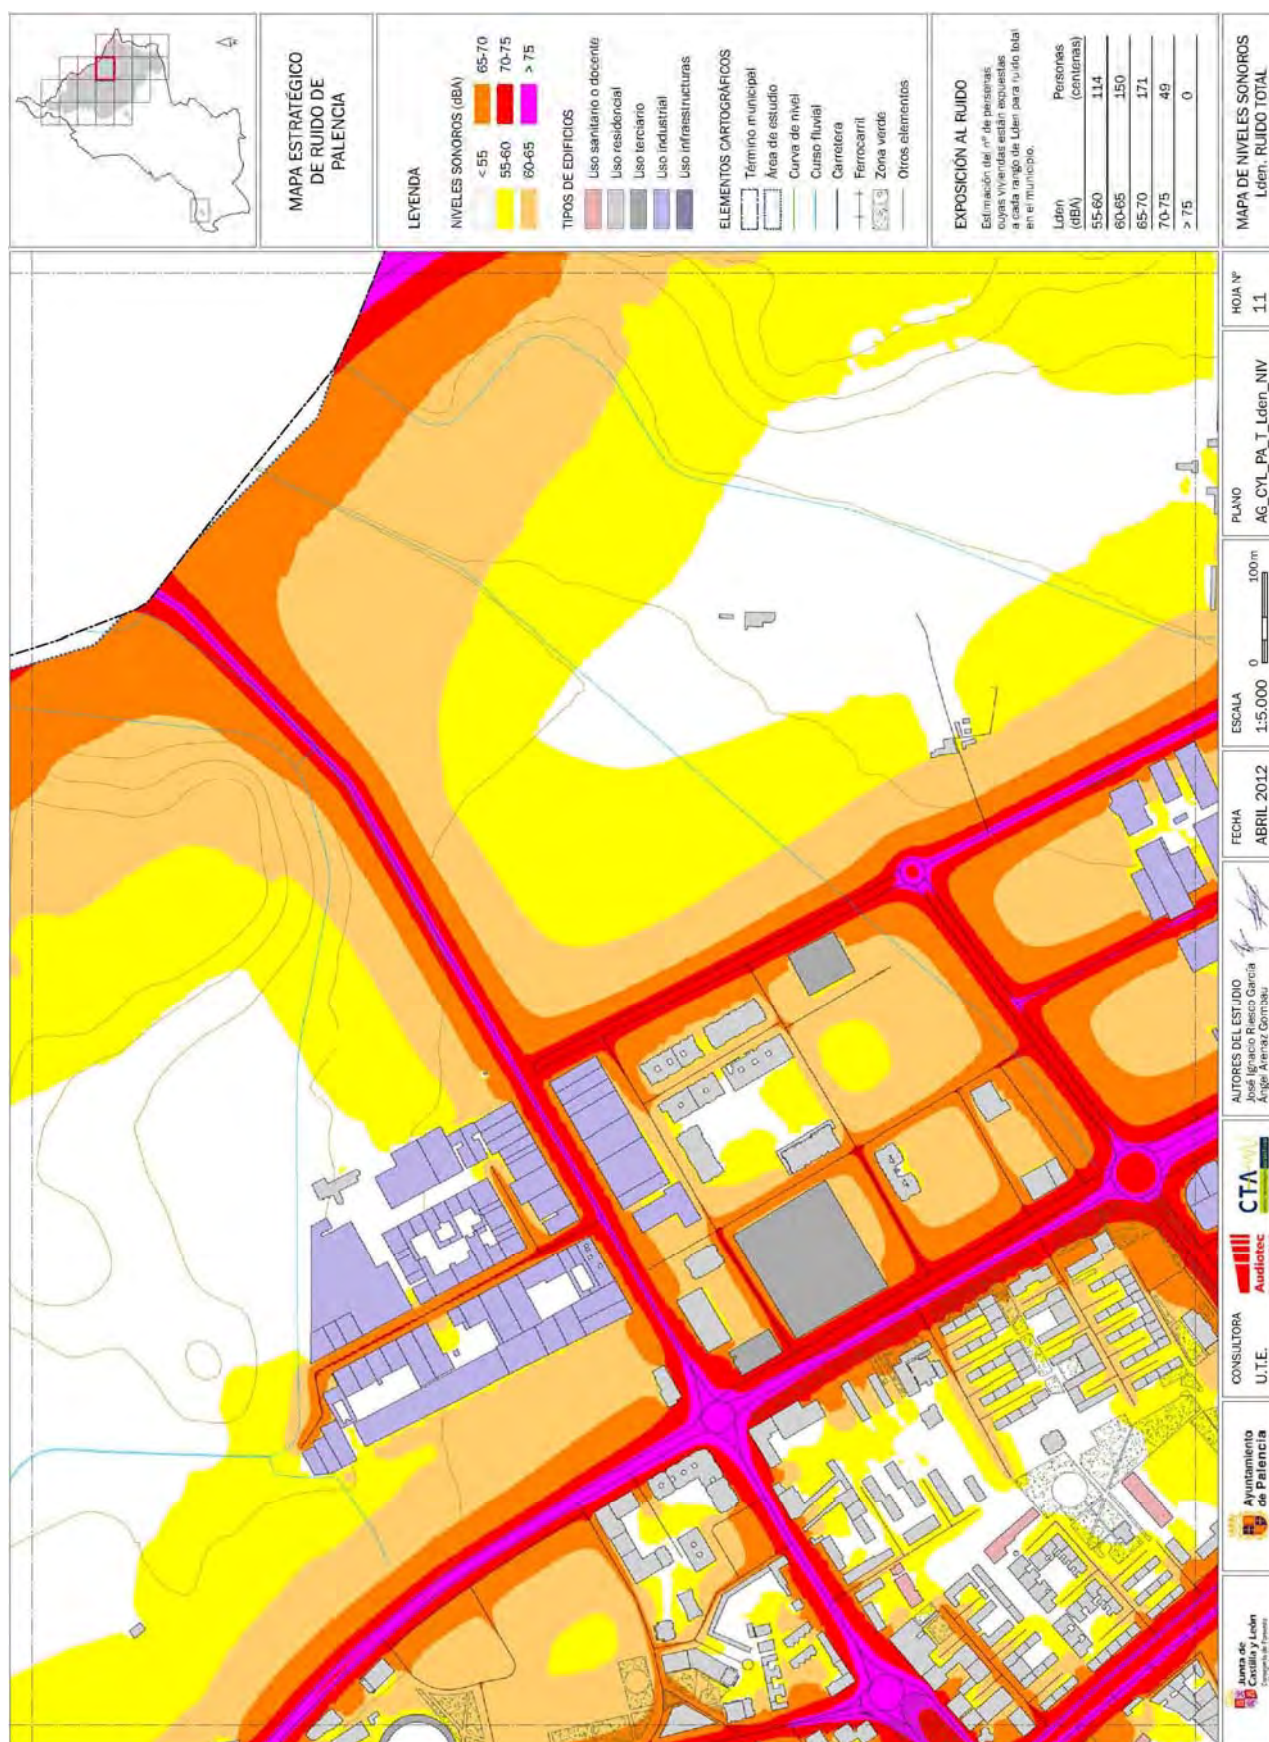 MAPA ESTRATÉGICO
DE RUIDO DE
PALENCIA
LEYENDA
NIVELES SONOROS (dBA)
< 55
55-60
60-65
65-70
70-75
> 75
TIPOS DE EDIFICIOS
Uso sanitario o docente
Uso residencial
Uso terciario
Uso industrial
Uso infraestructuras
ELEMENTOS CARTOGRÁFICOS
Término municipal
Área de estudio
Curva de nivel
Curso fluvial
Carretera
Ferrocarril
Zona verde
Otros elementos
EXPOSICIÓN AL RUIDO
Estimación del nº de personas
cuyas viviendas están expuestas
a cada rango de Lden para ruido total
en el municipio.
Lden (dBA) Personas (centenas)
55-60 114
60-65 150
65-70 171
70-75 49
> 75 0
MAPA DE NIVELES SONOROS
Lden. RUIDO TOTAL
Junta de
Castilla y León
Ayuntamiento
de Palencia
CONSULTORA
U.T.E.
Audiotec
CTA
AUTORES DEL ESTUDIO
José Ignacio Riesco García
Ángel Arenaz Gombau
FECHA
ABRIL 2012
ESCALA
1:5.000
0 100m
PLANO
AG_CYL_PA_T_Lden_NIV
HOJA Nº
11